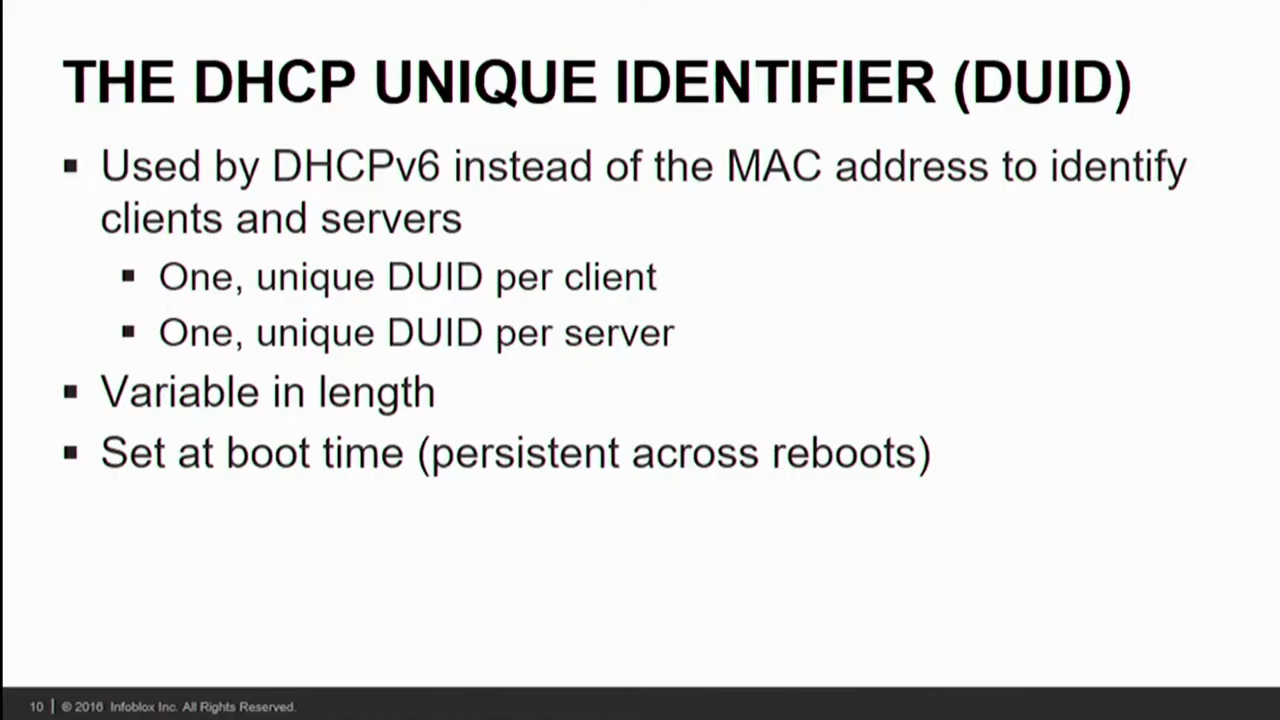 THE DHCP UNIQUE IDENTIFIER (DUID)
▪ Used by DHCPv6 instead of the MAC address to identify
clients and servers
▪ One, unique DUID per client
▪ One, unique DUID per server
▪ Variable in length
▪ Set at boot time (persistent across reboots)
10 | © 2016 Infoblox Inc. All Rights Reserved.